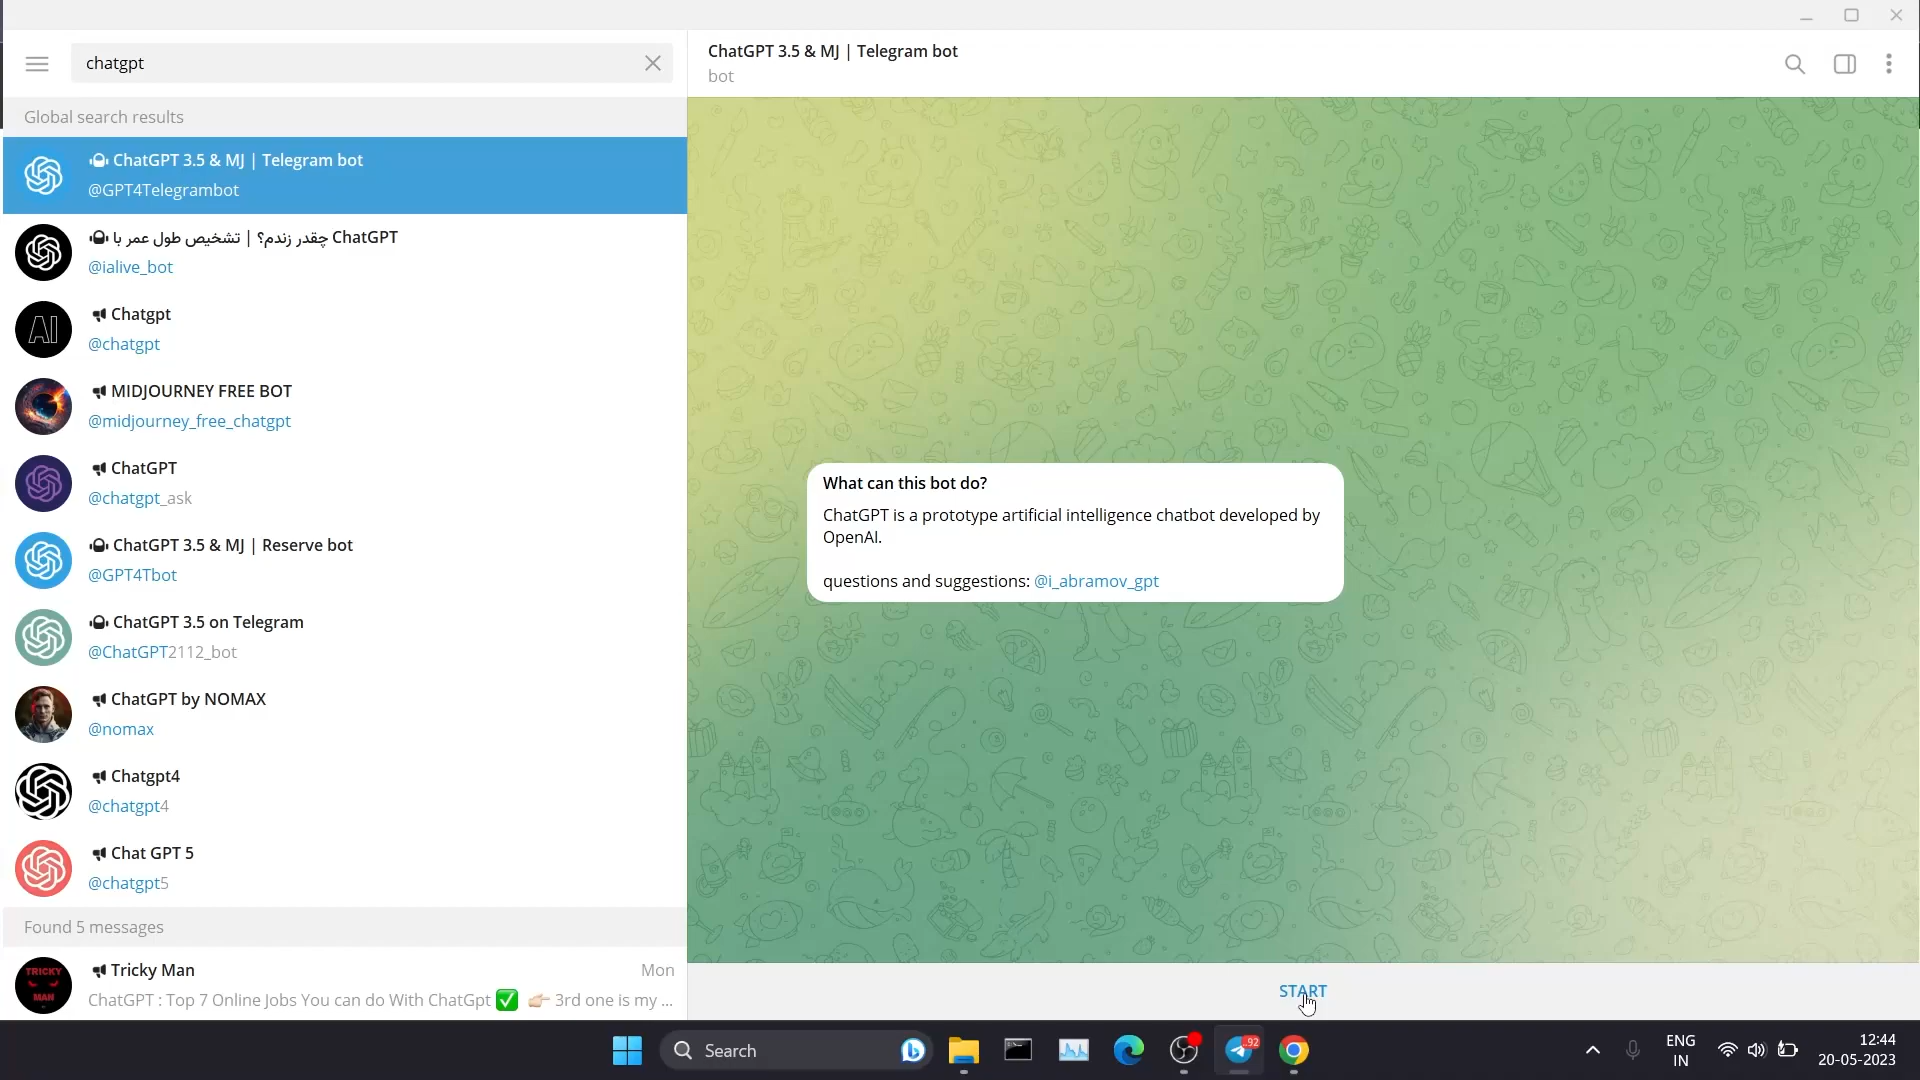 chatgpt
Global search results
ChatGPT 3.5 & MJ | Telegram bot
@GPT4Telegrambot
چقدر زندم؟ | تشخیص طول عمر با ChatGPT
@ialive_bot
AI
Chatgpt
@chatgpt
MIDJOURNEY FREE BOT
@midjourney_free_chatgpt
ChatGPT
@chatgpt_ask
ChatGPT 3.5 & MJ | Reserve bot
@GPT4Tbot
ChatGPT 3.5 on Telegram
@ChatGPT2112_bot
ChatGPT by NOMAX
@nomax
Chatgpt4
@chatgpt4
Chat GPT 5
@chatgpt5
Found 5 messages
TRICKY
MAN
Tricky Man
Mon
ChatGPT : Top 7 Online Jobs You can do With ChatGpt ✅ 👉🏻 3rd one is my ...
ChatGPT 3.5 & MJ | Telegram bot
bot
What can this bot do?
ChatGPT is a prototype artificial intelligence chatbot developed by
OpenAI.
questions and suggestions: @i_abramov_gpt
START
Search
92
ENG
IN
12:44
20-05-2023